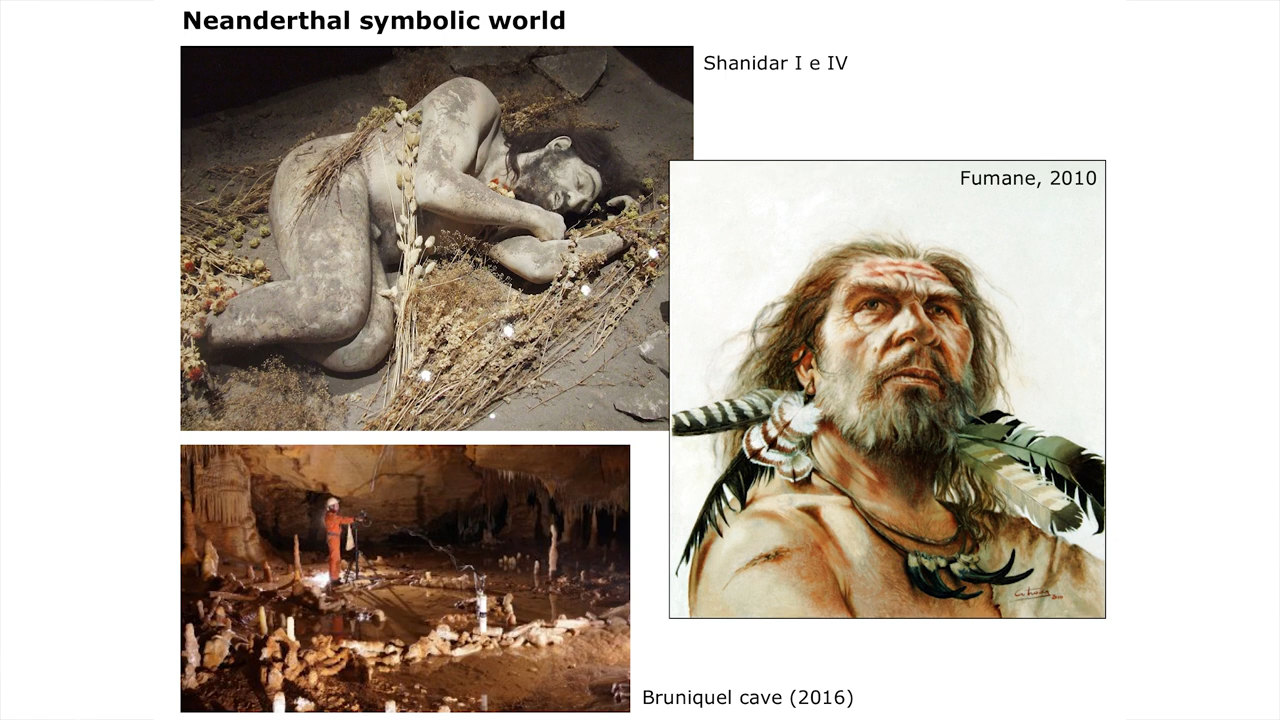 Neanderthal symbolic world
Shanidar I e IV
Fumane, 2010
Bruniquel cave (2016)